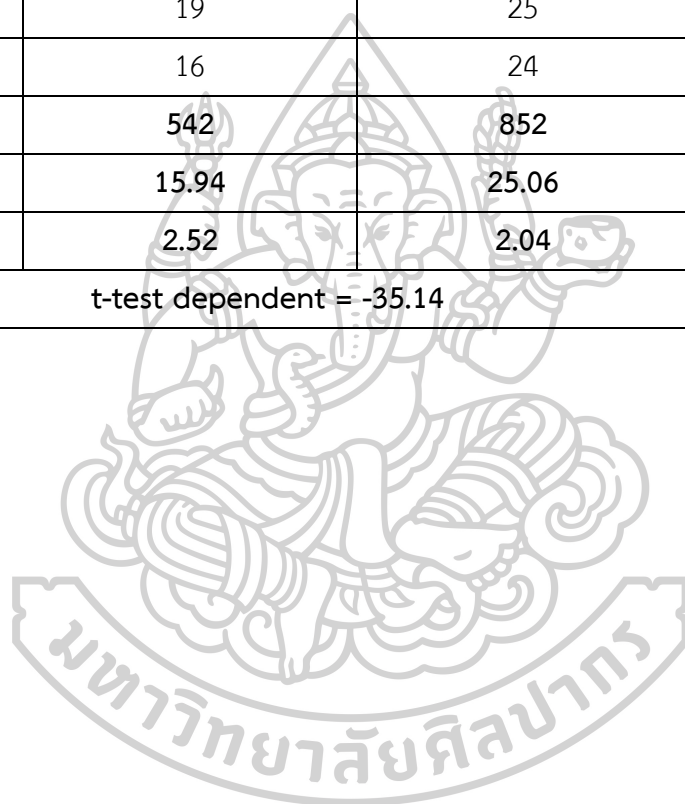 19 25
16 24
542 852
15.94 25.06
2.52 2.04
t-test dependent = -35.14
มหาวิทยาลัยศิลปากร